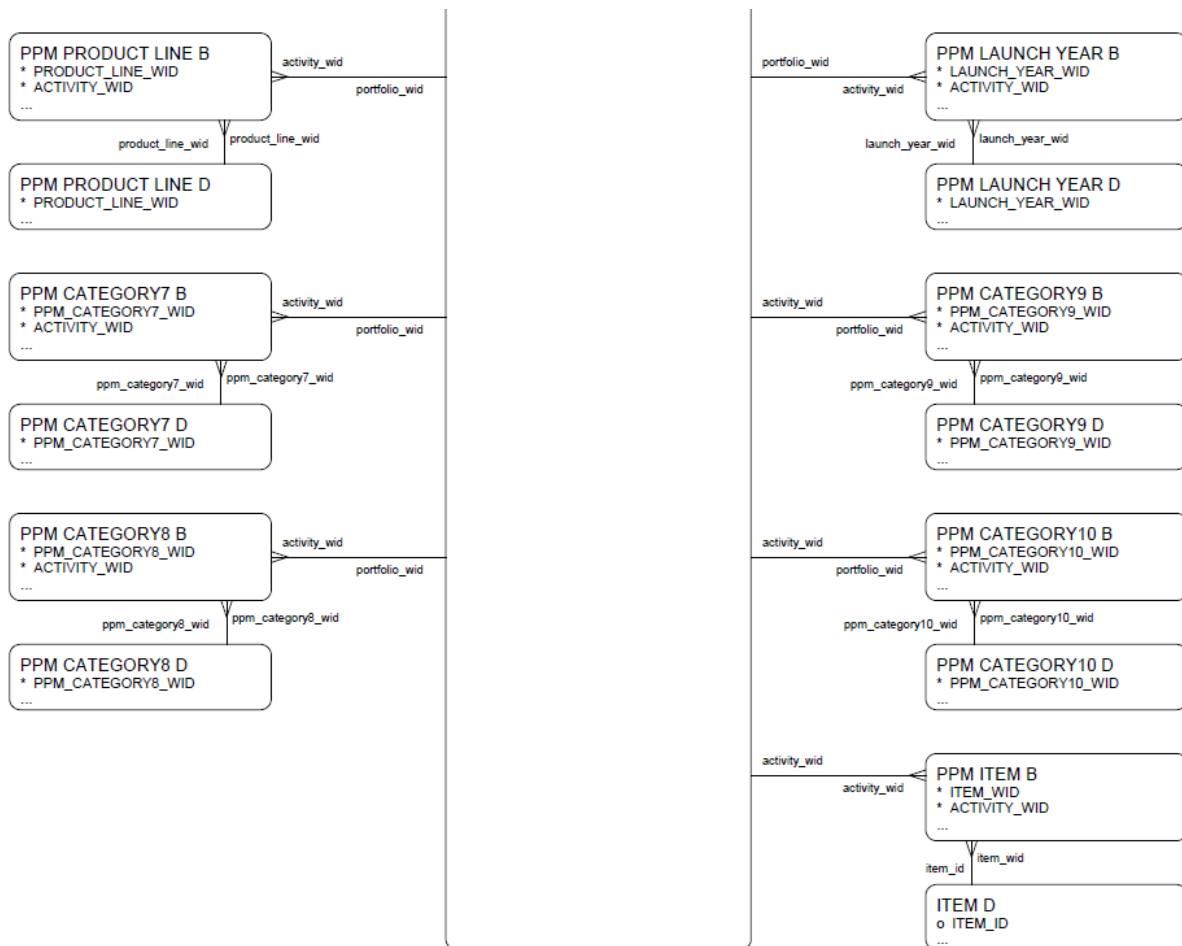 PPM PRODUCT LINE B
* PRODUCT_LINE_WID
* ACTIVITY_WID
...
activity_wid
portfolio_wid
product_line_wid
product_line_wid
PPM PRODUCT LINE D
* PRODUCT_LINE_WID
...
PPM CATEGORY7 B
* PPM_CATEGORY7_WID
* ACTIVITY_WID
...
activity_wid
portfolio_wid
ppm_category7_wid
ppm_category7_wid
PPM CATEGORY7 D
* PPM_CATEGORY7_WID
...
PPM CATEGORY8 B
* PPM_CATEGORY8_WID
* ACTIVITY_WID
...
activity_wid
portfolio_wid
ppm_category8_wid
ppm_category8_wid
PPM CATEGORY8 D
* PPM_CATEGORY8_WID
...
portfolio_wid
activity_wid
PPM LAUNCH YEAR B
* LAUNCH_YEAR_WID
* ACTIVITY_WID
...
launch_year_wid
launch_year_wid
PPM LAUNCH YEAR D
* LAUNCH_YEAR_WID
...
activity_wid
portfolio_wid
PPM CATEGORY9 B
* PPM_CATEGORY9_WID
* ACTIVITY_WID
...
ppm_category9_wid
ppm_category9_wid
PPM CATEGORY9 D
* PPM_CATEGORY9_WID
...
activity_wid
portfolio_wid
PPM CATEGORY10 B
* PPM_CATEGORY10_WID
* ACTIVITY_WID
...
ppm_category10_wid
ppm_category10_wid
PPM CATEGORY10 D
* PPM_CATEGORY10_WID
...
activity_wid
activity_wid
PPM ITEM B
* ITEM_WID
* ACTIVITY_WID
...
item_wid
item_id
ITEM D
o ITEM_ID
...